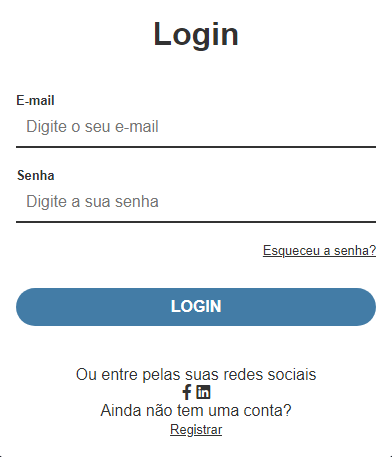 Login
E-mail
Digite o seu e-mail
Senha
Digite a sua senha
Esqueceu a senha?
LOGIN
Ou entre pelas suas redes sociais
Ainda não tem uma conta?
Registrar